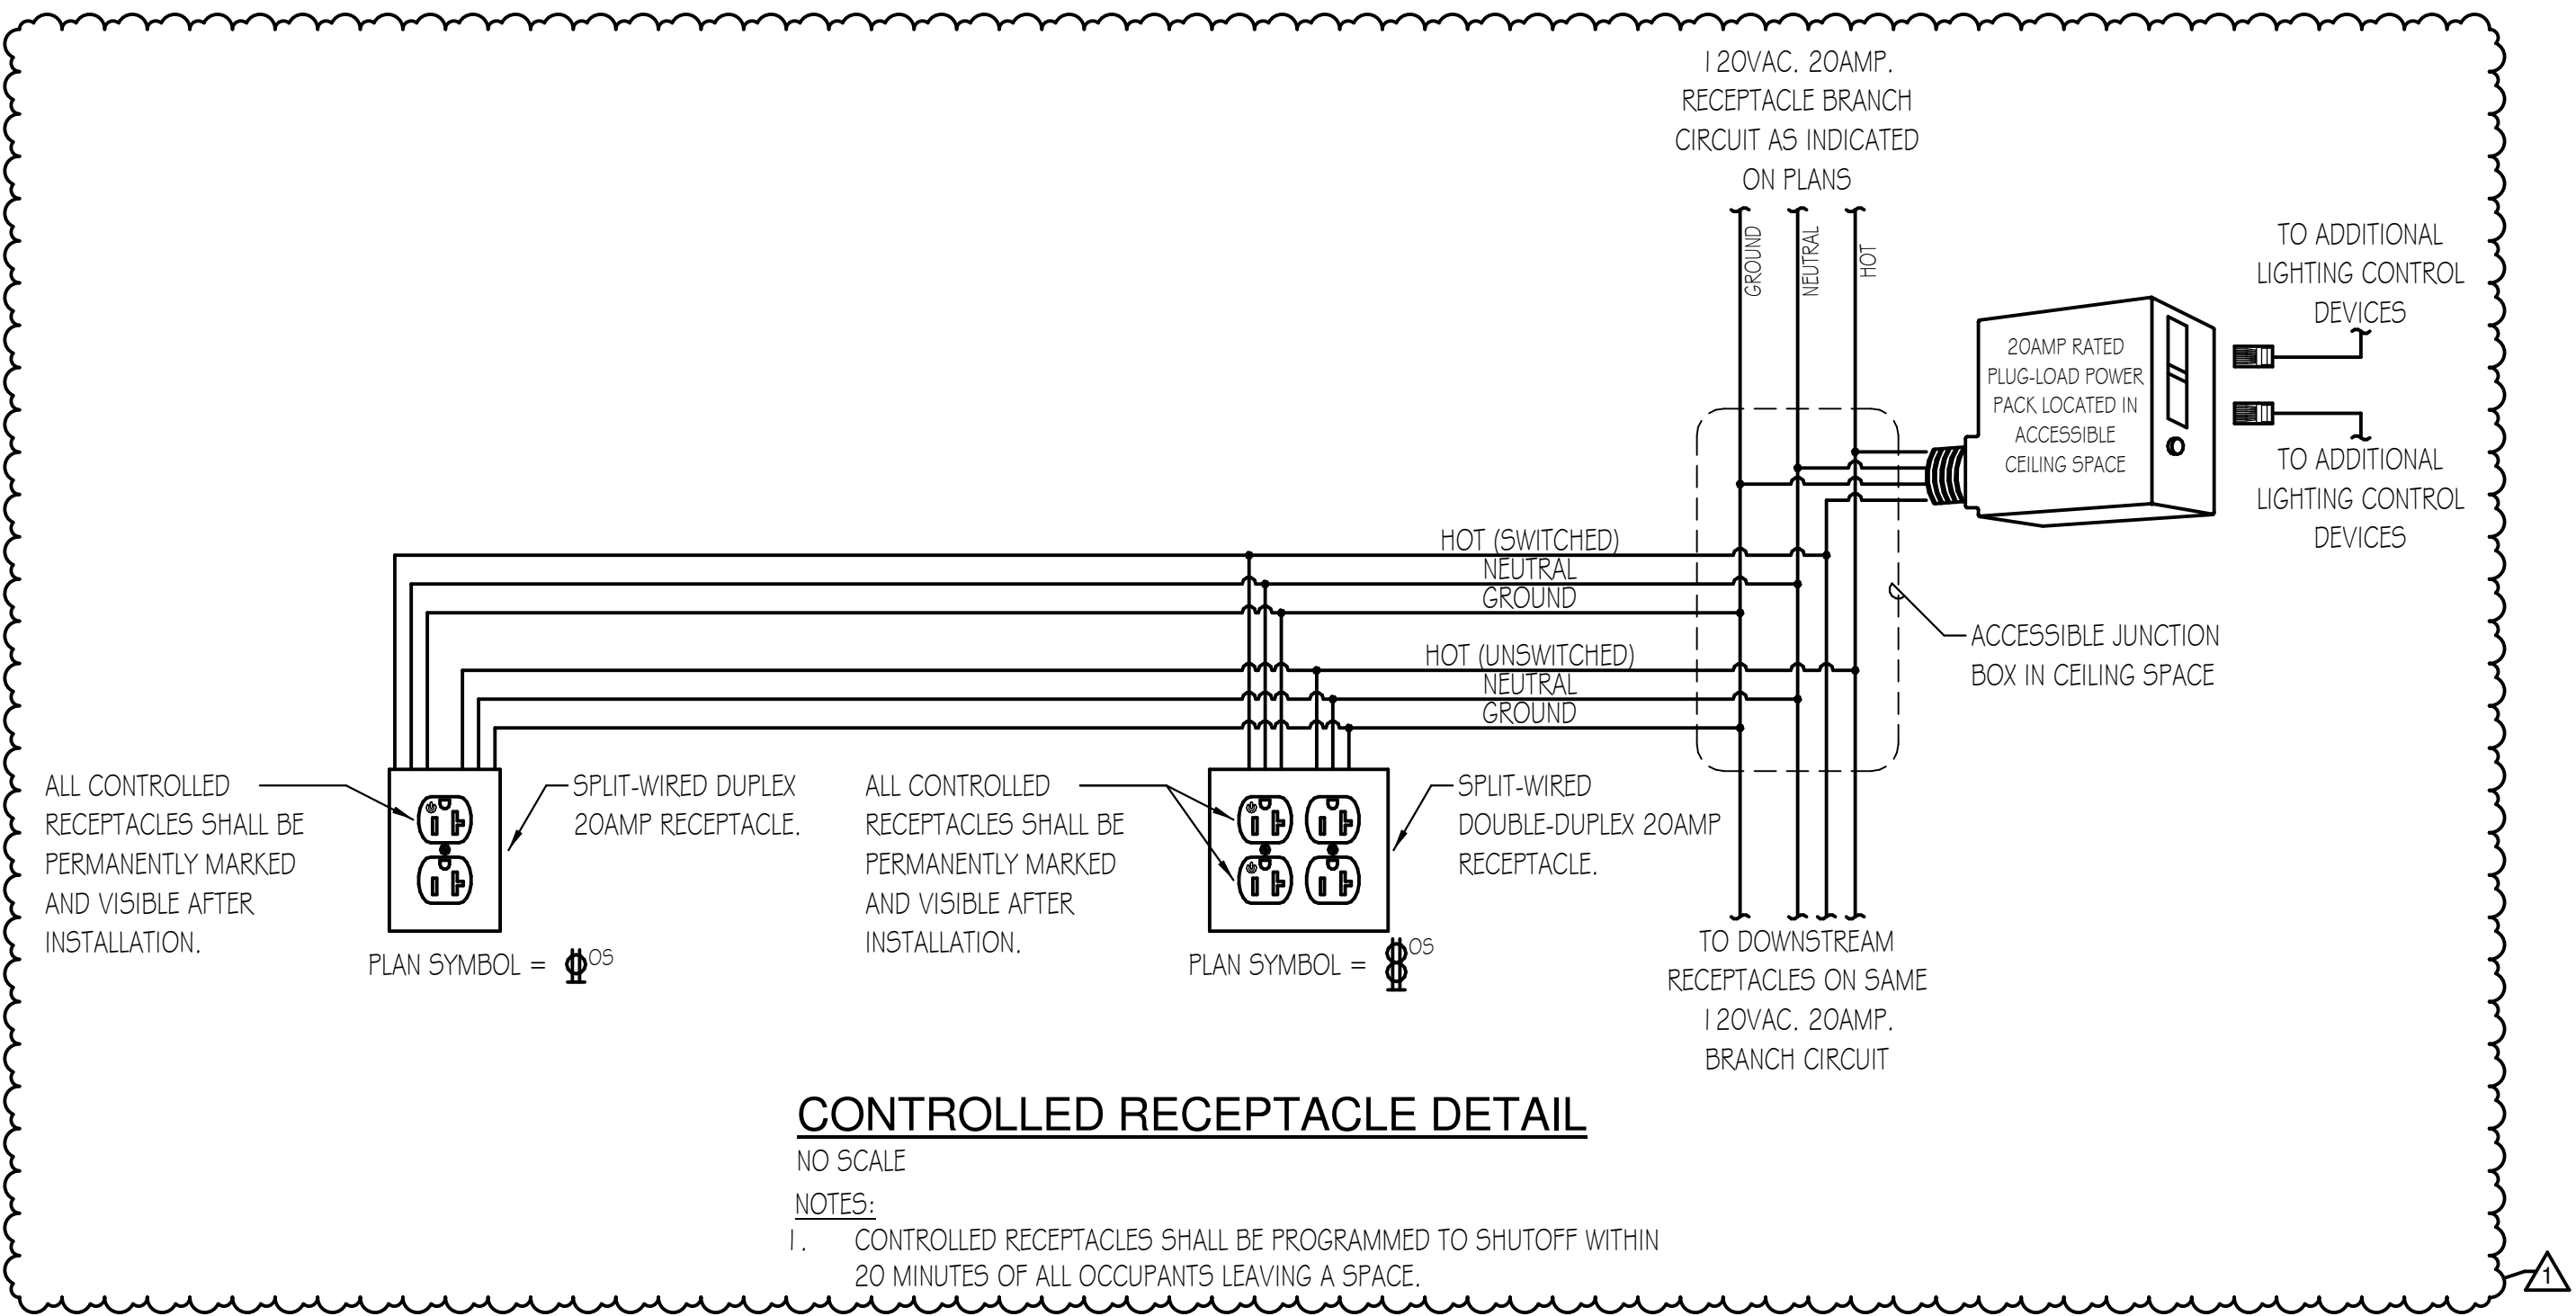 120VAC. 20AMP.
RECEPTACLE BRANCH
CIRCUIT AS INDICATED
ON PLANS
GROUND
NEUTRAL
HOT
TO ADDITIONAL
LIGHTING CONTROL
DEVICES
20AMP RATED
PLUG-LOAD POWER
PACK LOCATED IN
ACCESSIBLE
CEILING SPACE
TO ADDITIONAL
LIGHTING CONTROL
DEVICES
HOT (SWITCHED)
NEUTRAL
GROUND
HOT (UNSWITCHED)
NEUTRAL
GROUND
ACCESSIBLE JUNCTION
BOX IN CEILING SPACE
ALL CONTROLLED
RECEPTACLES SHALL BE
PERMANENTLY MARKED
AND VISIBLE AFTER
INSTALLATION.
SPLIT-WIRED DUPLEX
20AMP RECEPTACLE.
PLAN SYMBOL = OS
ALL CONTROLLED
RECEPTACLES SHALL BE
PERMANENTLY MARKED
AND VISIBLE AFTER
INSTALLATION.
SPLIT-WIRED
DOUBLE-DUPLEX 20AMP
RECEPTACLE.
PLAN SYMBOL = OS
TO DOWNSTREAM
RECEPTACLES ON SAME
120VAC. 20AMP.
BRANCH CIRCUIT
CONTROLLED RECEPTACLE DETAIL
NO SCALE
NOTES:
1. CONTROLLED RECEPTACLES SHALL BE PROGRAMMED TO SHUTOFF WITHIN
20 MINUTES OF ALL OCCUPANTS LEAVING A SPACE.
1